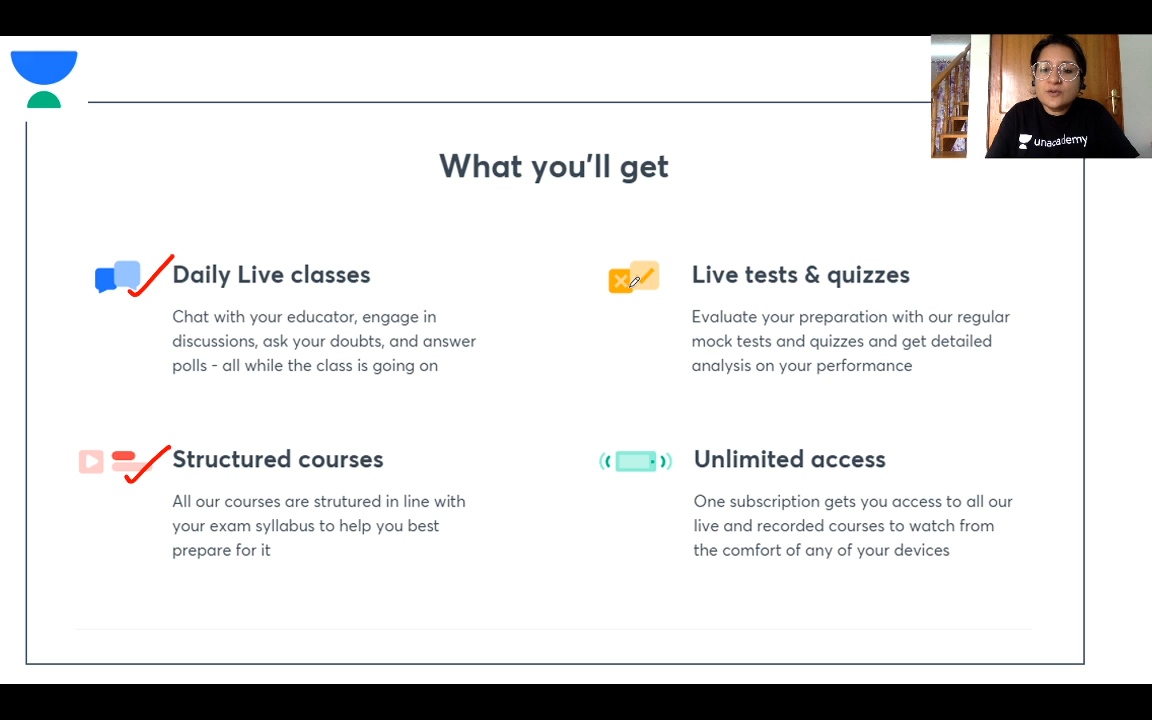 unacademy
What you'll get
Daily Live classes
Chat with your educator, engage in
discussions, ask your doubts, and answer
polls - all while the class is going on
Live tests & quizzes
Evaluate your preparation with our regular
mock tests and quizzes and get detailed
analysis on your performance
Structured courses
All our courses are strutured in line with
your exam syllabus to help you best
prepare for it
Unlimited access
One subscription gets you access to all our
live and recorded courses to watch from
the comfort of any of your devices